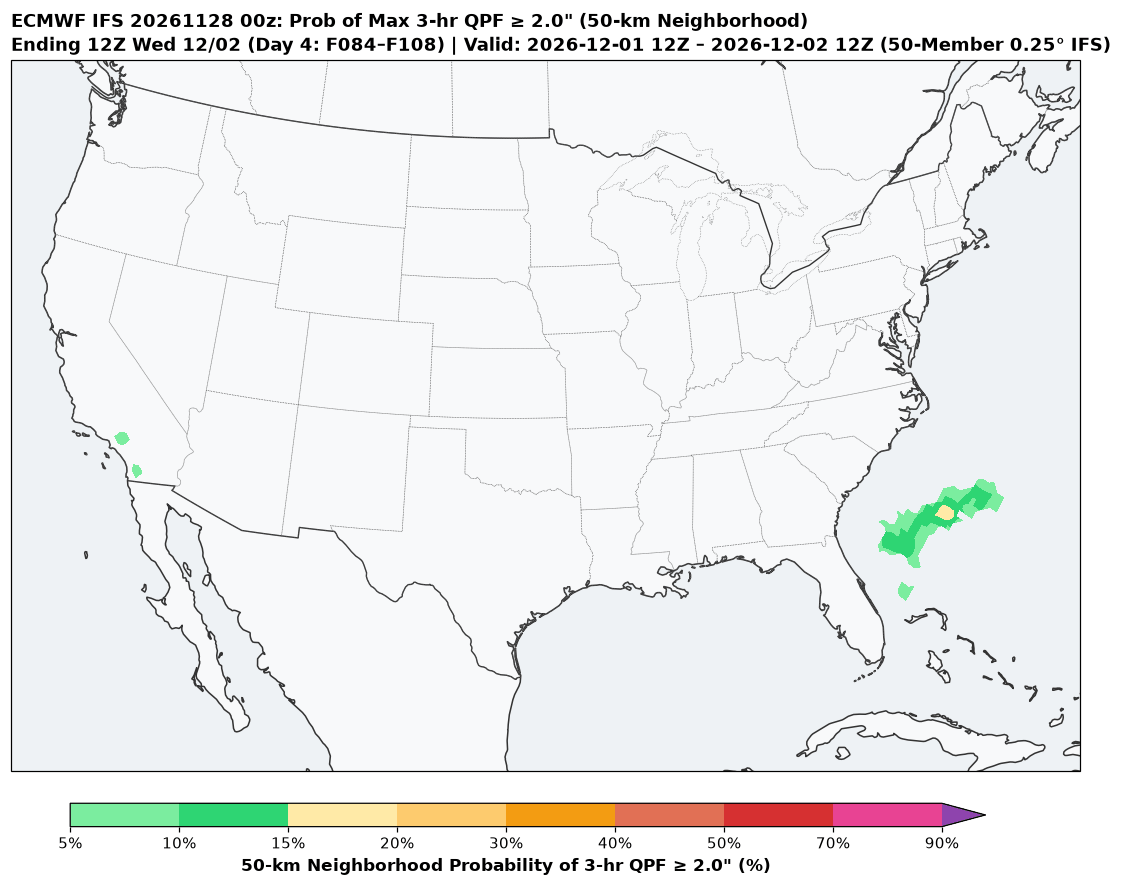 ECMWF IFS 20261128 00z: Prob of Max 3-hr QPF ≥ 2.0" (50-km Neighborhood)
Ending 12Z Wed 12/02 (Day 4: F084–F108) | Valid: 2026-12-01 12Z – 2026-12-02 12Z (50-Member 0.25° IFS)
5% 10% 15% 20% 30% 40% 50% 70% 90%
50-km Neighborhood Probability of 3-hr QPF ≥ 2.0" (%)